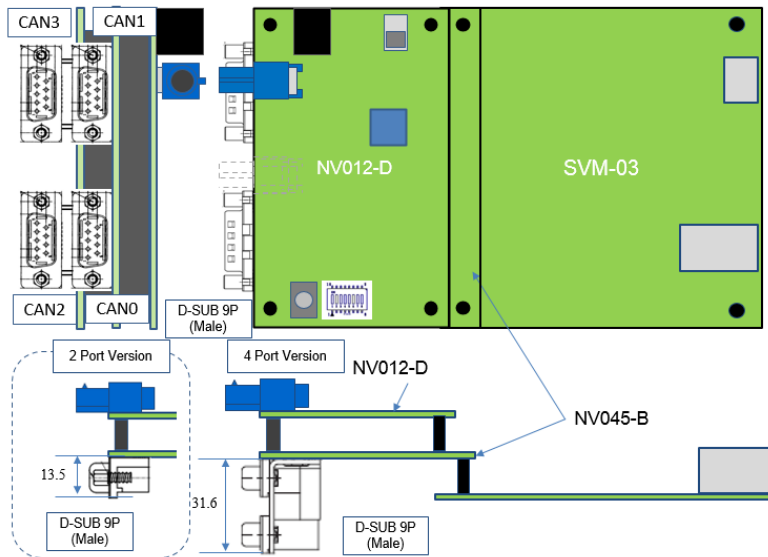 CAN3
CAN1
NV012-D
SVM-03
CAN2
CAN0
D-SUB 9P
(Male)
2 Port Version
4 Port Version
NV012-D
NV045-B
13.5
31.6
D-SUB 9P
(Male)
D-SUB 9P
(Male)